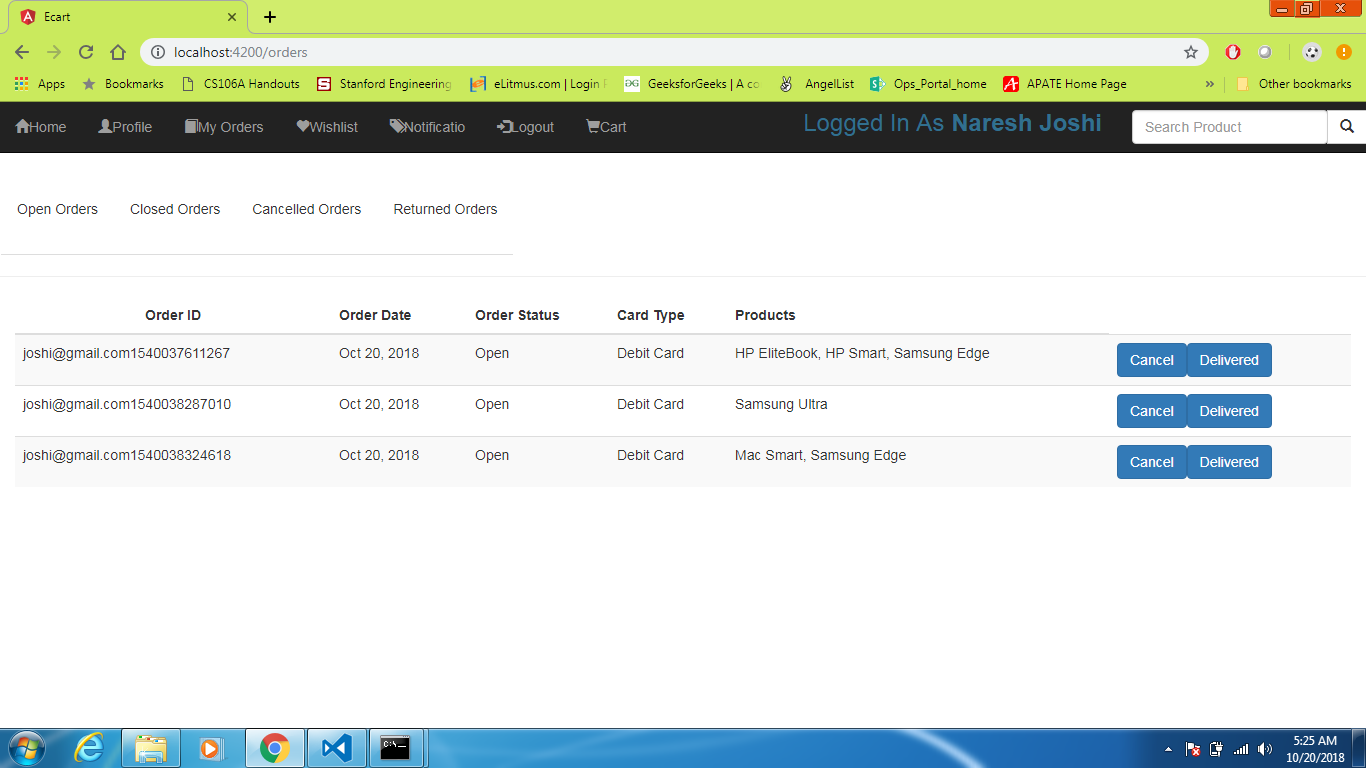 Ecart
localhost:4200/orders
Apps Bookmarks CS106A Handouts Stanford Engineering eLitmus.com | Login GeeksforGeeks | A co AngelList Ops_Portal_home APATE Home Page » Other bookmarks
Home Profile My Orders Wishlist Notificatio Logout Cart Logged In As Naresh Joshi Search Product
Open Orders Closed Orders Cancelled Orders Returned Orders
Order ID Order Date Order Status Card Type Products
joshi@gmail.com1540037611267 Oct 20, 2018 Open Debit Card HP EliteBook, HP Smart, Samsung Edge Cancel Delivered
joshi@gmail.com1540038287010 Oct 20, 2018 Open Debit Card Samsung Ultra Cancel Delivered
joshi@gmail.com1540038324618 Oct 20, 2018 Open Debit Card Mac Smart, Samsung Edge Cancel Delivered
5:25 AM
10/20/2018